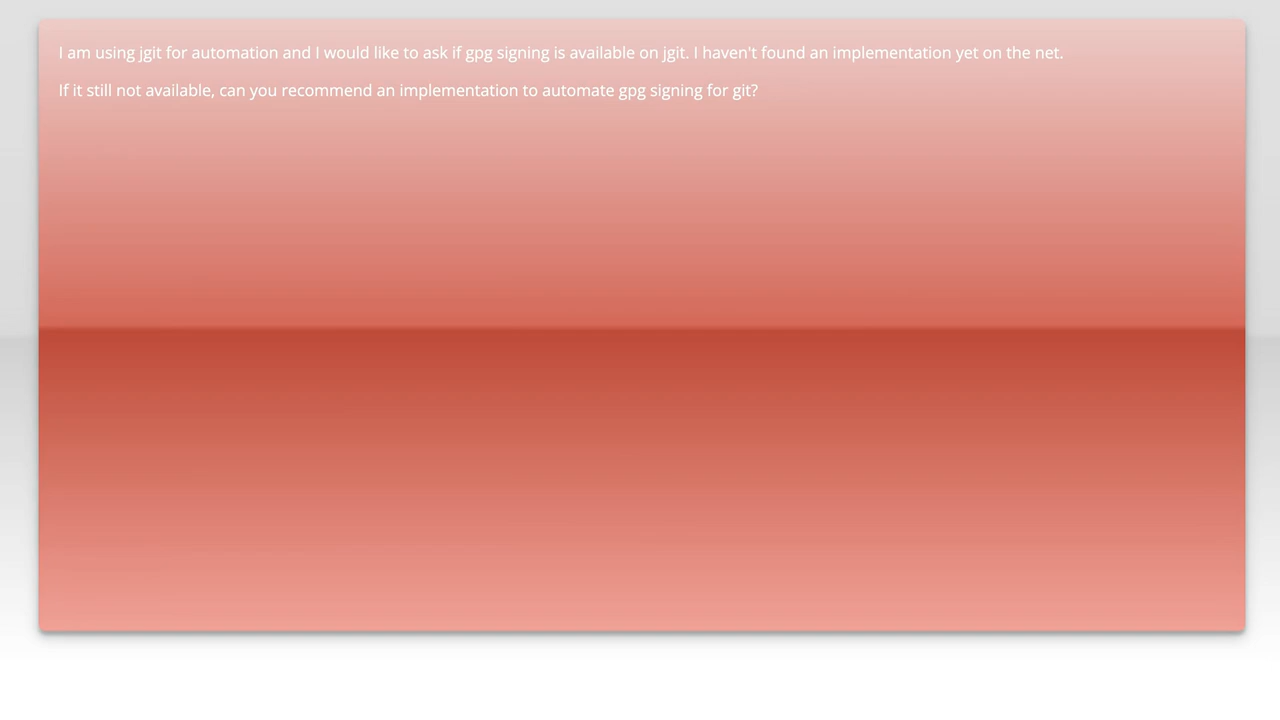 I am using jgit for automation and I would like to ask if gpg signing is available on jgit. I haven't found an implementation yet on the net.
If it still not available, can you recommend an implementation to automate gpg signing for git?